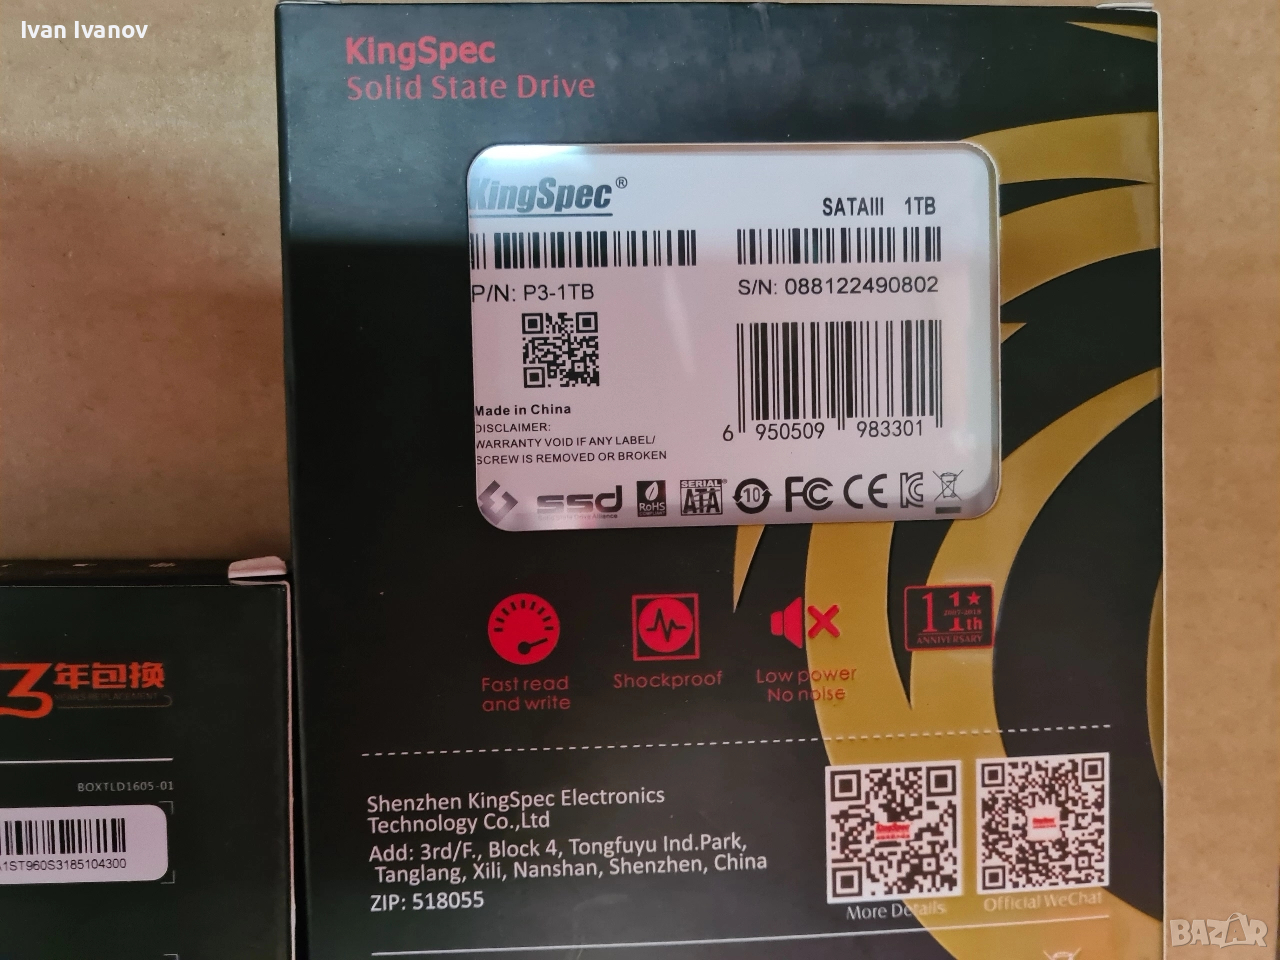 Ivan Ivanov
KingSpec
Solid State Drive
KingSpec®
SATAIII 1TB
P/N: P3-1TB
S/N: 088122490802
Made in China
DISCLAIMER:
WARRANTY VOID IF ANY LABEL/
SCREW IS REMOVED OR BROKEN
6 950509 983301
ssd
RoHS
SERIAL
ATA
10
FC CE
Fast read
and write
Shockproof
Low power
No noise
11th
ANNIVERSARY
3年包换
BOXTLD1605-01
1ST960S3185104300
Shenzhen KingSpec Electronics
Technology Co.,Ltd
Add: 3rd/F., Block 4, Tongfuyu Ind.Park,
Tanglang, Xili, Nanshan, Shenzhen, China
ZIP: 518055
More Details
Official WeChat
BAZAR